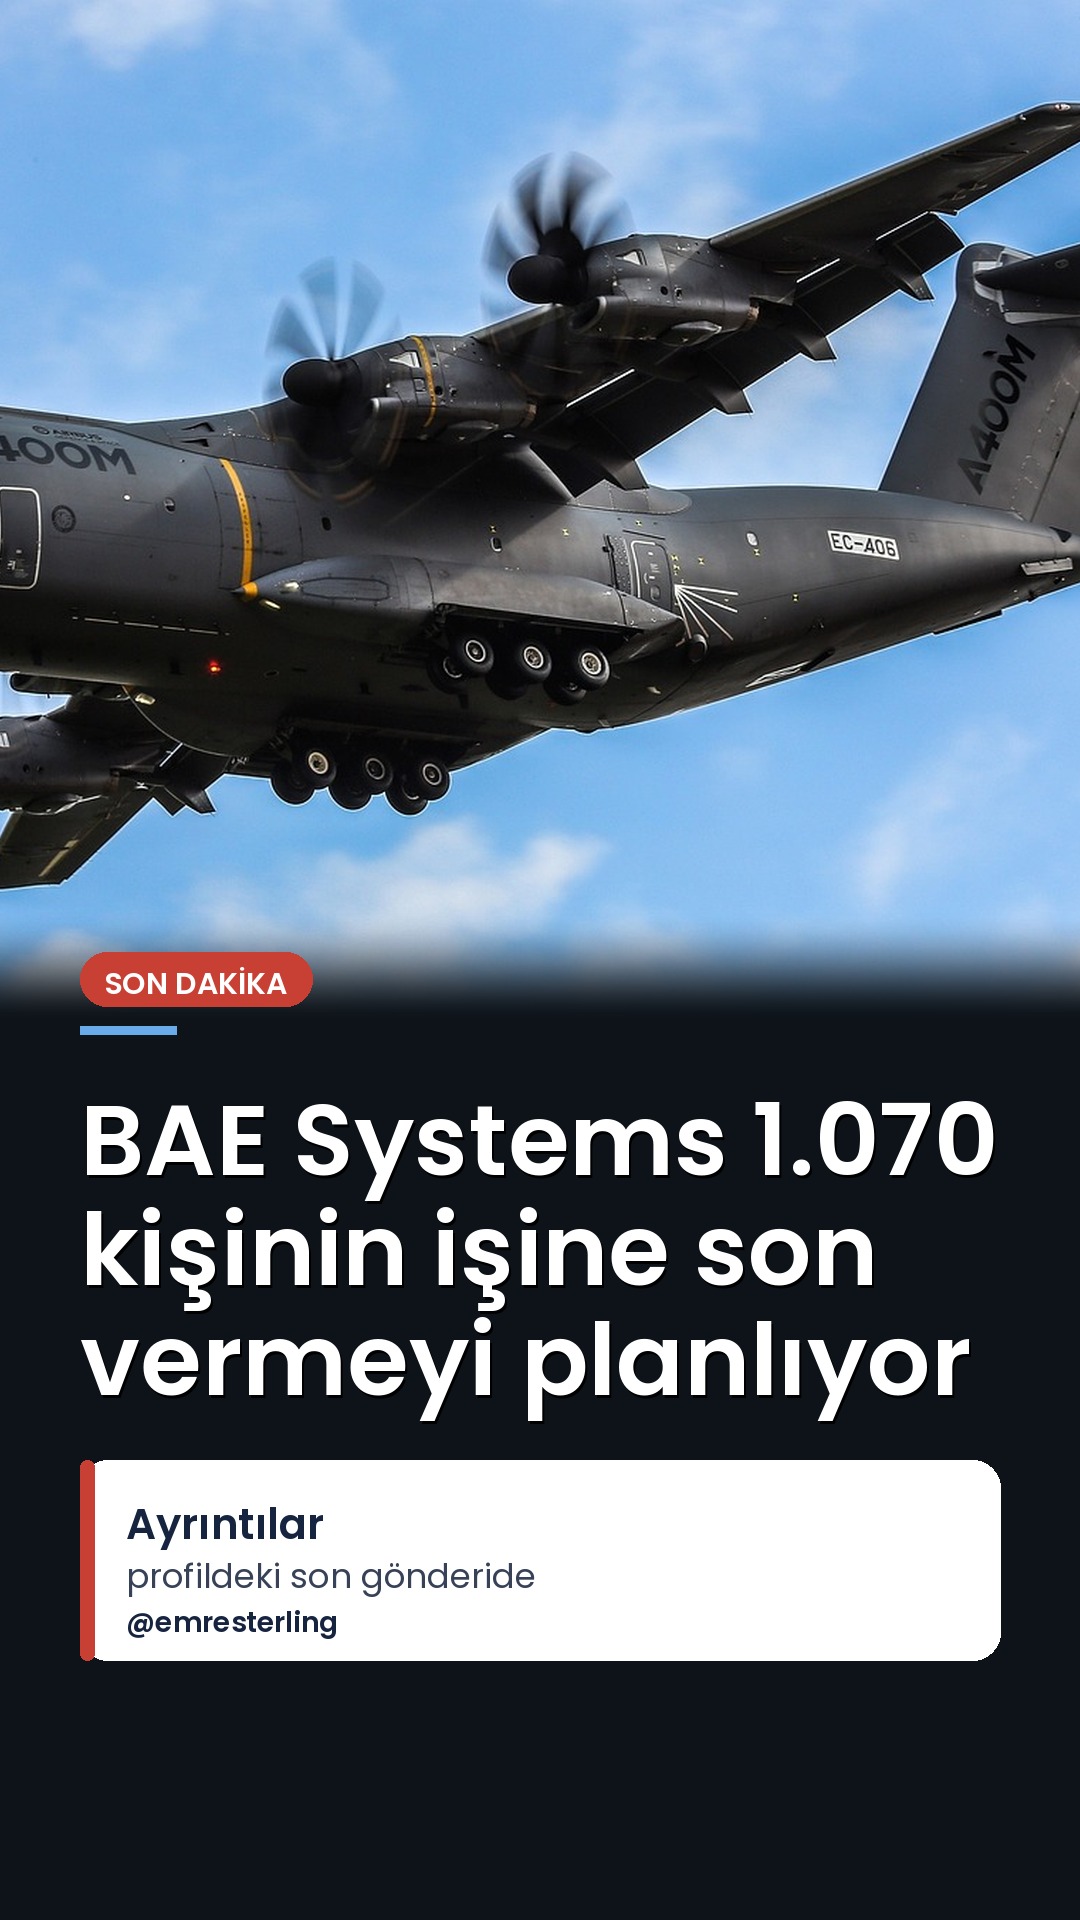 A400M
AIRBUS
400M
EC-406
SON DAKİKA
BAE Systems 1.070
kişinin işine son
vermeyi planlıyor
Ayrıntılar
profildeki son gönderide
@emresterling